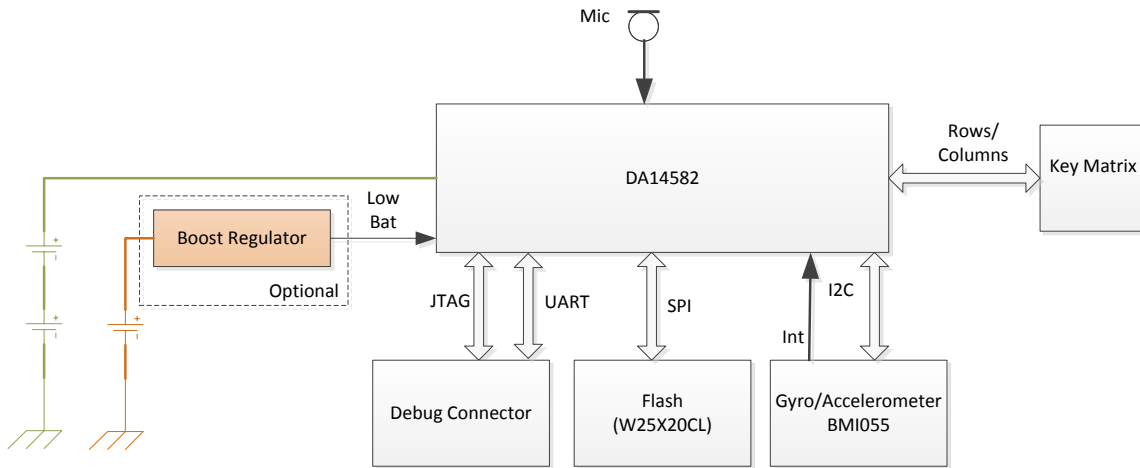 Mic
DA14582
Rows/
Columns
Key Matrix
Low
Bat
Boost Regulator
Optional
+
-
+
-
+
-
JTAG
UART
SPI
Int
I2C
Debug Connector
Flash
(W25X20CL)
Gyro/Accelerometer
BMI055